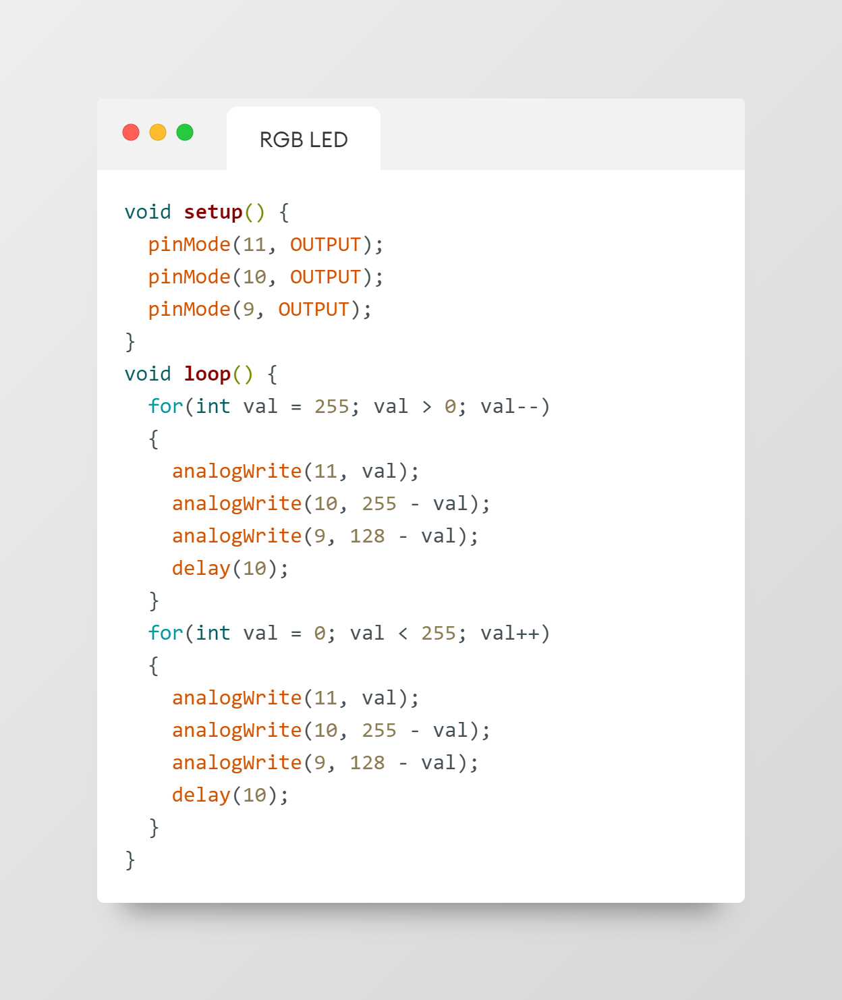 RGB LED
void setup() {
  pinMode(11, OUTPUT);
  pinMode(10, OUTPUT);
  pinMode(9, OUTPUT);
}
void loop() {
  for(int val = 255; val > 0; val--)
  {
    analogWrite(11, val);
    analogWrite(10, 255 - val);
    analogWrite(9, 128 - val);
    delay(10);
  }
  for(int val = 0; val < 255; val++)
  {
    analogWrite(11, val);
    analogWrite(10, 255 - val);
    analogWrite(9, 128 - val);
    delay(10);
  }
}